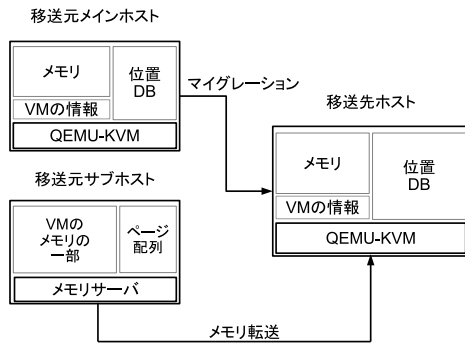 移送元メインホスト
メモリ
位置
DB
VMの情報
QEMU-KVM
マイグレーション
移送先ホスト
メモリ
位置
DB
VMの情報
QEMU-KVM
移送元サブホスト
VMの
メモリの
一部
ページ
配列
メモリサーバ
メモリ転送